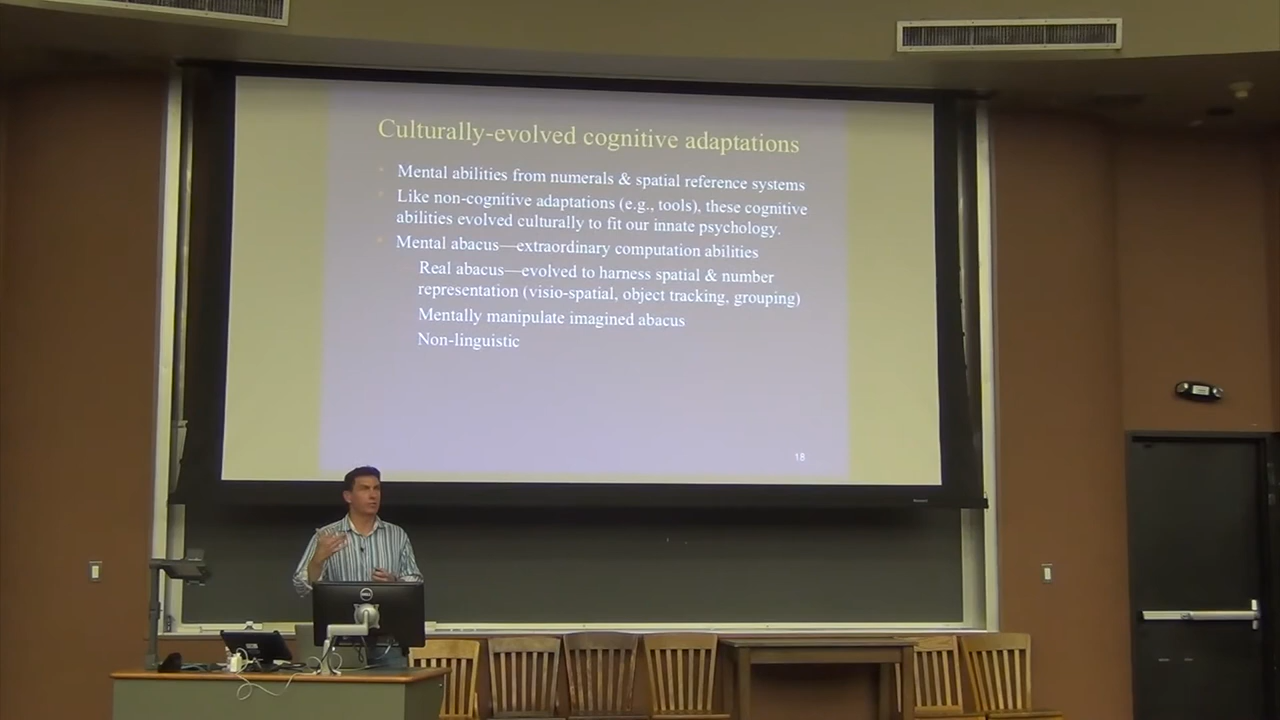 Culturally-evolved cognitive adaptations
Mental abilities from numerals & spatial reference systems
Like non-cognitive adaptations (e.g., tools), these cognitive
abilities evolved culturally to fit our innate psychology.
Mental abacus—extraordinary computation abilities
Real abacus—evolved to harness spatial & number
representation (visio-spatial, object tracking, grouping)
Mentally manipulate imagined abacus
Non-linguistic
18
DELL